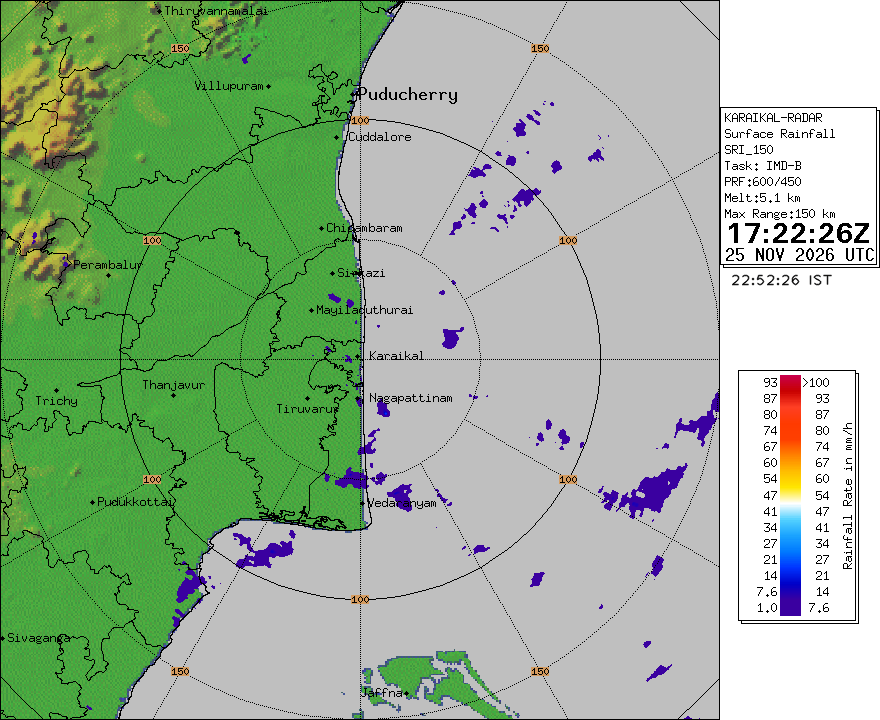 Thiruvannamalai
150
150
Villupuram
Puducherry
100
Cuddalore
Chidambaram
100
100
Perambalur
Sirkazi
Mayiladuthurai
Karaikal
Trichy
Thanjavur
Tiruvarur
Nagapattinam
100
100
Pudukkottai
Vedaranyam
100
Sivaganga
150
150
Jaffna
KARAIKAL-RADAR
Surface Rainfall
SRI_150
Task: IMD-B
PRF:600/450
Melt:5.1 km
Max Range:150 km
17:22:26Z
25 NOV 2026 UTC
22:52:26 IST
93 >100
87 93
80 87
74 80
67 74
60 67
54 60
47 54
41 47
34 41
27 34
21 27
14 21
7.6 14
1.0 7.6
Rainfall Rate in mm/h